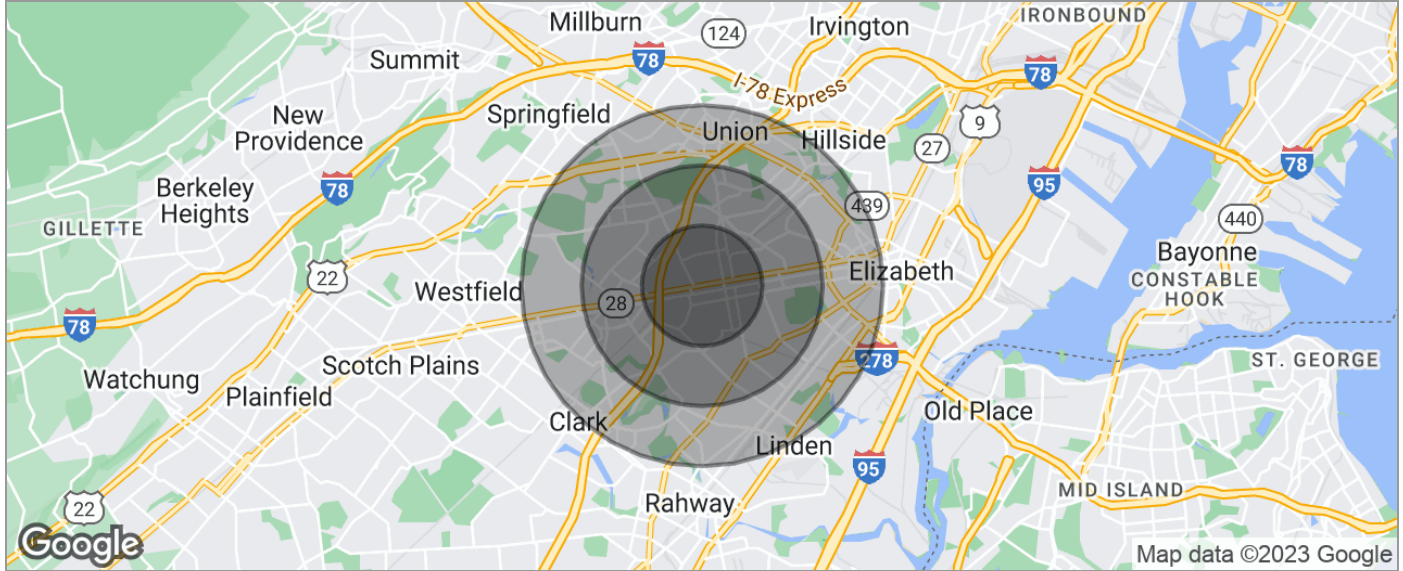 Millburn
124
Irvington
IRONBOUND
Summit
78
I-78 Express
78
Springfield
New
Providence
Union
Hillside
9
27
78
78
95
Berkeley
Heights
439
440
GILLETTE
22
Westfield
28
Elizabeth
Bayonne
CONSTABLE
HOOK
78
Scotch Plains
278
ST. GEORGE
Watchung
Plainfield
Clark
Linden
Old Place
95
22
Rahway
MID ISLAND
Google
Map data ©2023 Google